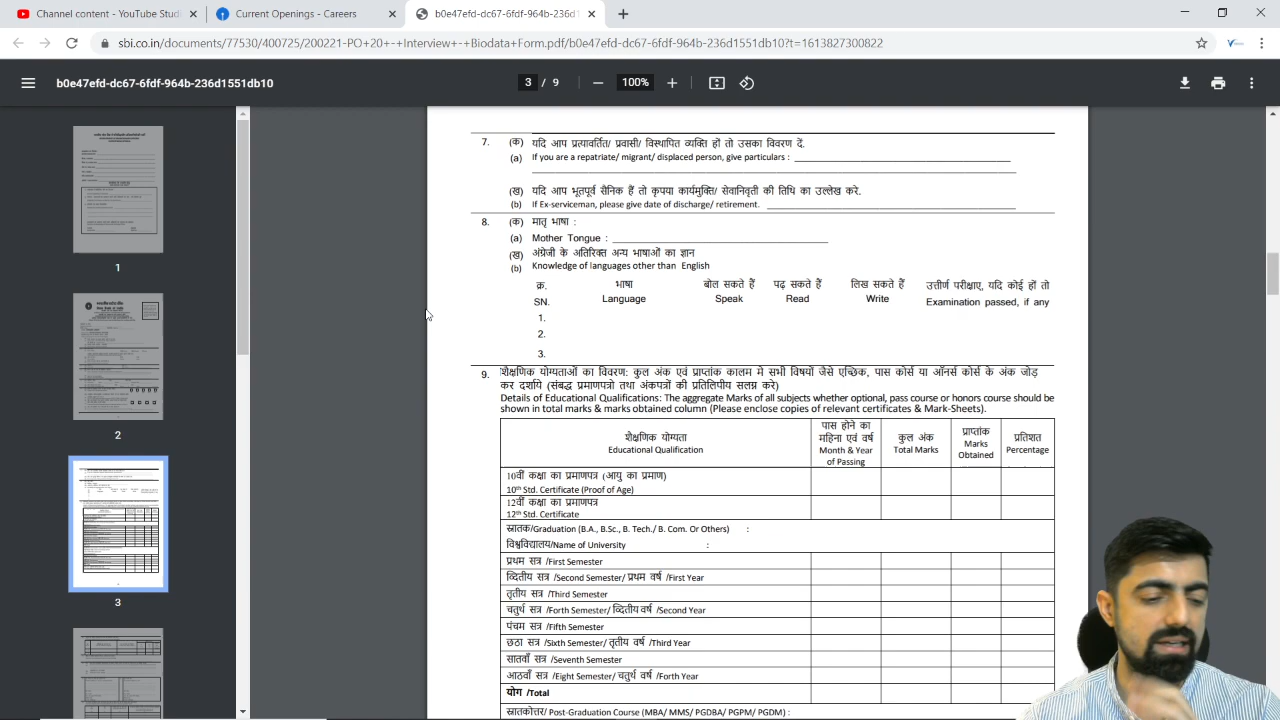 Channel content - YouTube Studi
Current Openings - Careers
b0e47efd-dc67-6fdf-964b-236d1
sbi.co.in/documents/77530/400725/200221-PO+20+-+Interview+-+Biodata+Form.pdf/b0e47efd-dc67-6fdf-964b-236d1551db10?t=1613827300822
b0e47efd-dc67-6fdf-964b-236d1551db10
3 / 9
100%
1
2
3
7. (क) यदि आप प्रत्यावर्तित/ प्रवासी/ विस्थापित व्यक्ति हों तो उसका विवरण दें.
(a) If you are a repatriate/ migrant/ displaced person, give particulars :
(ख) यदि आप भूतपूर्व सैनिक हैं तो कृपया कार्यमुक्ति/ सेवानिवृती की तिथि का उल्लेख करे.
(b) If Ex-serviceman, please give date of discharge/ retirement.
8. (क) मातृ भाषा :
(a) Mother Tongue :
(ख) अंग्रेजी के अतिरिक्त अन्य भाषाओं का ज्ञान
(b) Knowledge of languages other than English
क्र. भाषा बोल सकते हैं पढ़ सकते हैं लिख सकते हैं उत्तीर्ण परीक्षाए, यदि कोई हों तो
SN. Language Speak Read Write Examination passed, if any
1.
2.
3.
9. शैक्षणिक योग्यताओं का विवरण: कुल अंक एवं प्राप्तांक कालम में सभी विषयों जैसे एच्छिक, पास कोर्स या ऑनर्स कोर्स के अंक जोड़
कर दर्शाने (संबद्ध प्रमाणपत्रो तथा अंकपत्रों की प्रतिलिपीय सलग्न करे)
Details of Educational Qualifications: The aggregate Marks of all subjects whether optional, pass course or honors course should be
shown in total marks & marks obtained column (Please enclose copies of relevant certificates & Mark-Sheets).
शैक्षणिक योग्यता
Educational Qualification
पास होने का
महिना एवं वर्ष
Month & Year
of Passing
कुल अंक
Total Marks
प्राप्तांक
Marks
Obtained
प्रतिशत
Percentage
10वीं कक्षा का प्रमाणपत्र (आयु का प्रमाण)
10th Std. Certificate (Proof of Age)
12वीं कक्षा का प्रमाणपत्र
12th Std. Certificate
स्नातक/Graduation (B.A., B.Sc., B. Tech./ B. Com. Or Others) :
विश्वविद्यालय/Name of University :
प्रथम सत्र /First Semester
व्दितीय सत्र /Second Semester/ प्रथम वर्ष /First Year
तृतीय सत्र /Third Semester
चतुर्थ सत्र /Forth Semester/ व्दितीय वर्ष /Second Year
पंचम सत्र /Fifth Semester
छठा सत्र /Sixth Semester/ तृतीय वर्ष /Third Year
सातवाँ सत्र /Seventh Semester
आठवाँ सत्र /Eight Semester/ चतुर्थ वर्ष /Forth Year
योग /Total
स्नातकोत्तर/ Post-Graduation Course (MBA/ MMS/ PGDBA/ PGPM/ PGDM) :